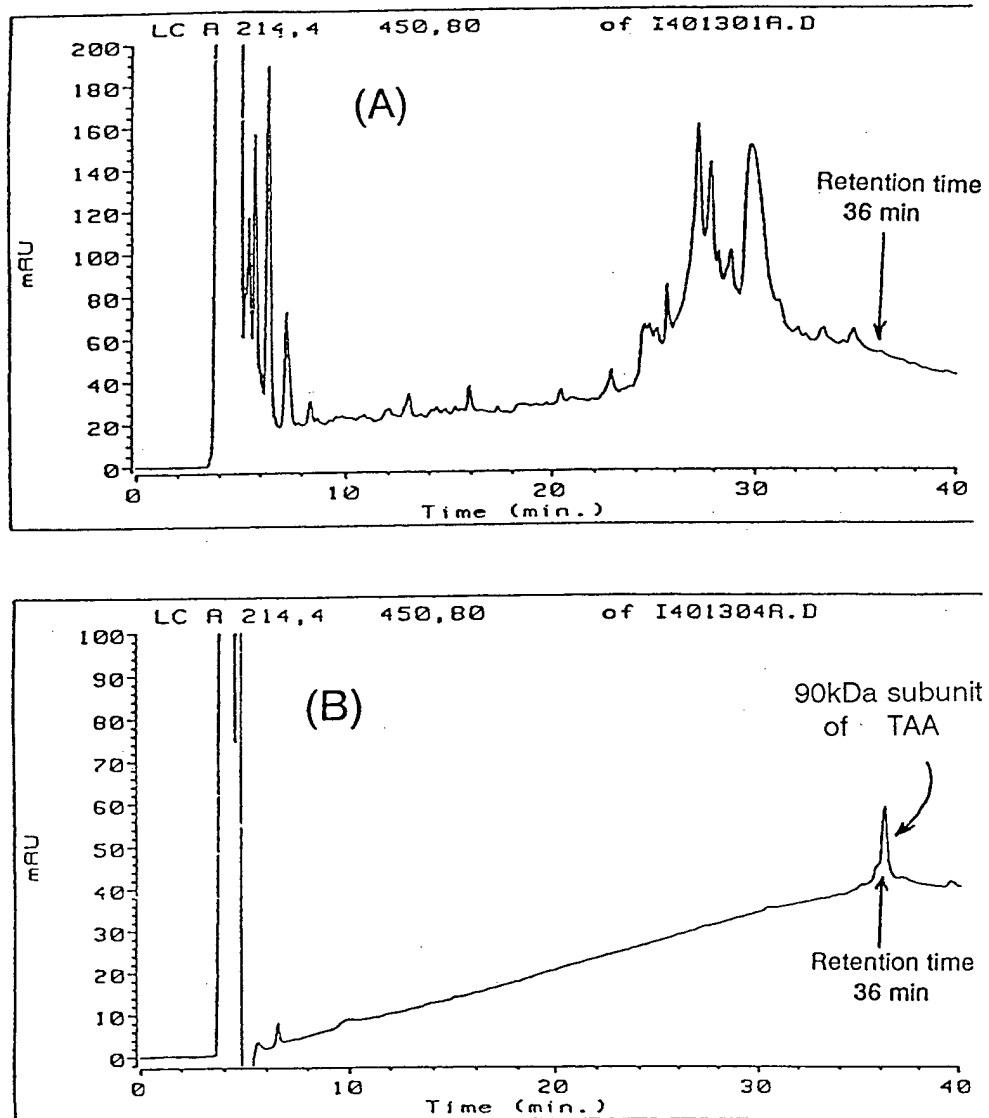 LC A 214,4 450,80 of I401301A.D
200
180
160
140
120
100
80
60
40
20
0
mAU
(A)
Retention time
36 min
0 10 20 30 40
Time (min.)
LC A 214,4 450,80 of I401304A.D
100
90
80
70
60
50
40
30
20
10
0
mAU
(B)
90kDa subunit
of TAA
Retention time
36 min
0 10 20 30 40
Time (min.)